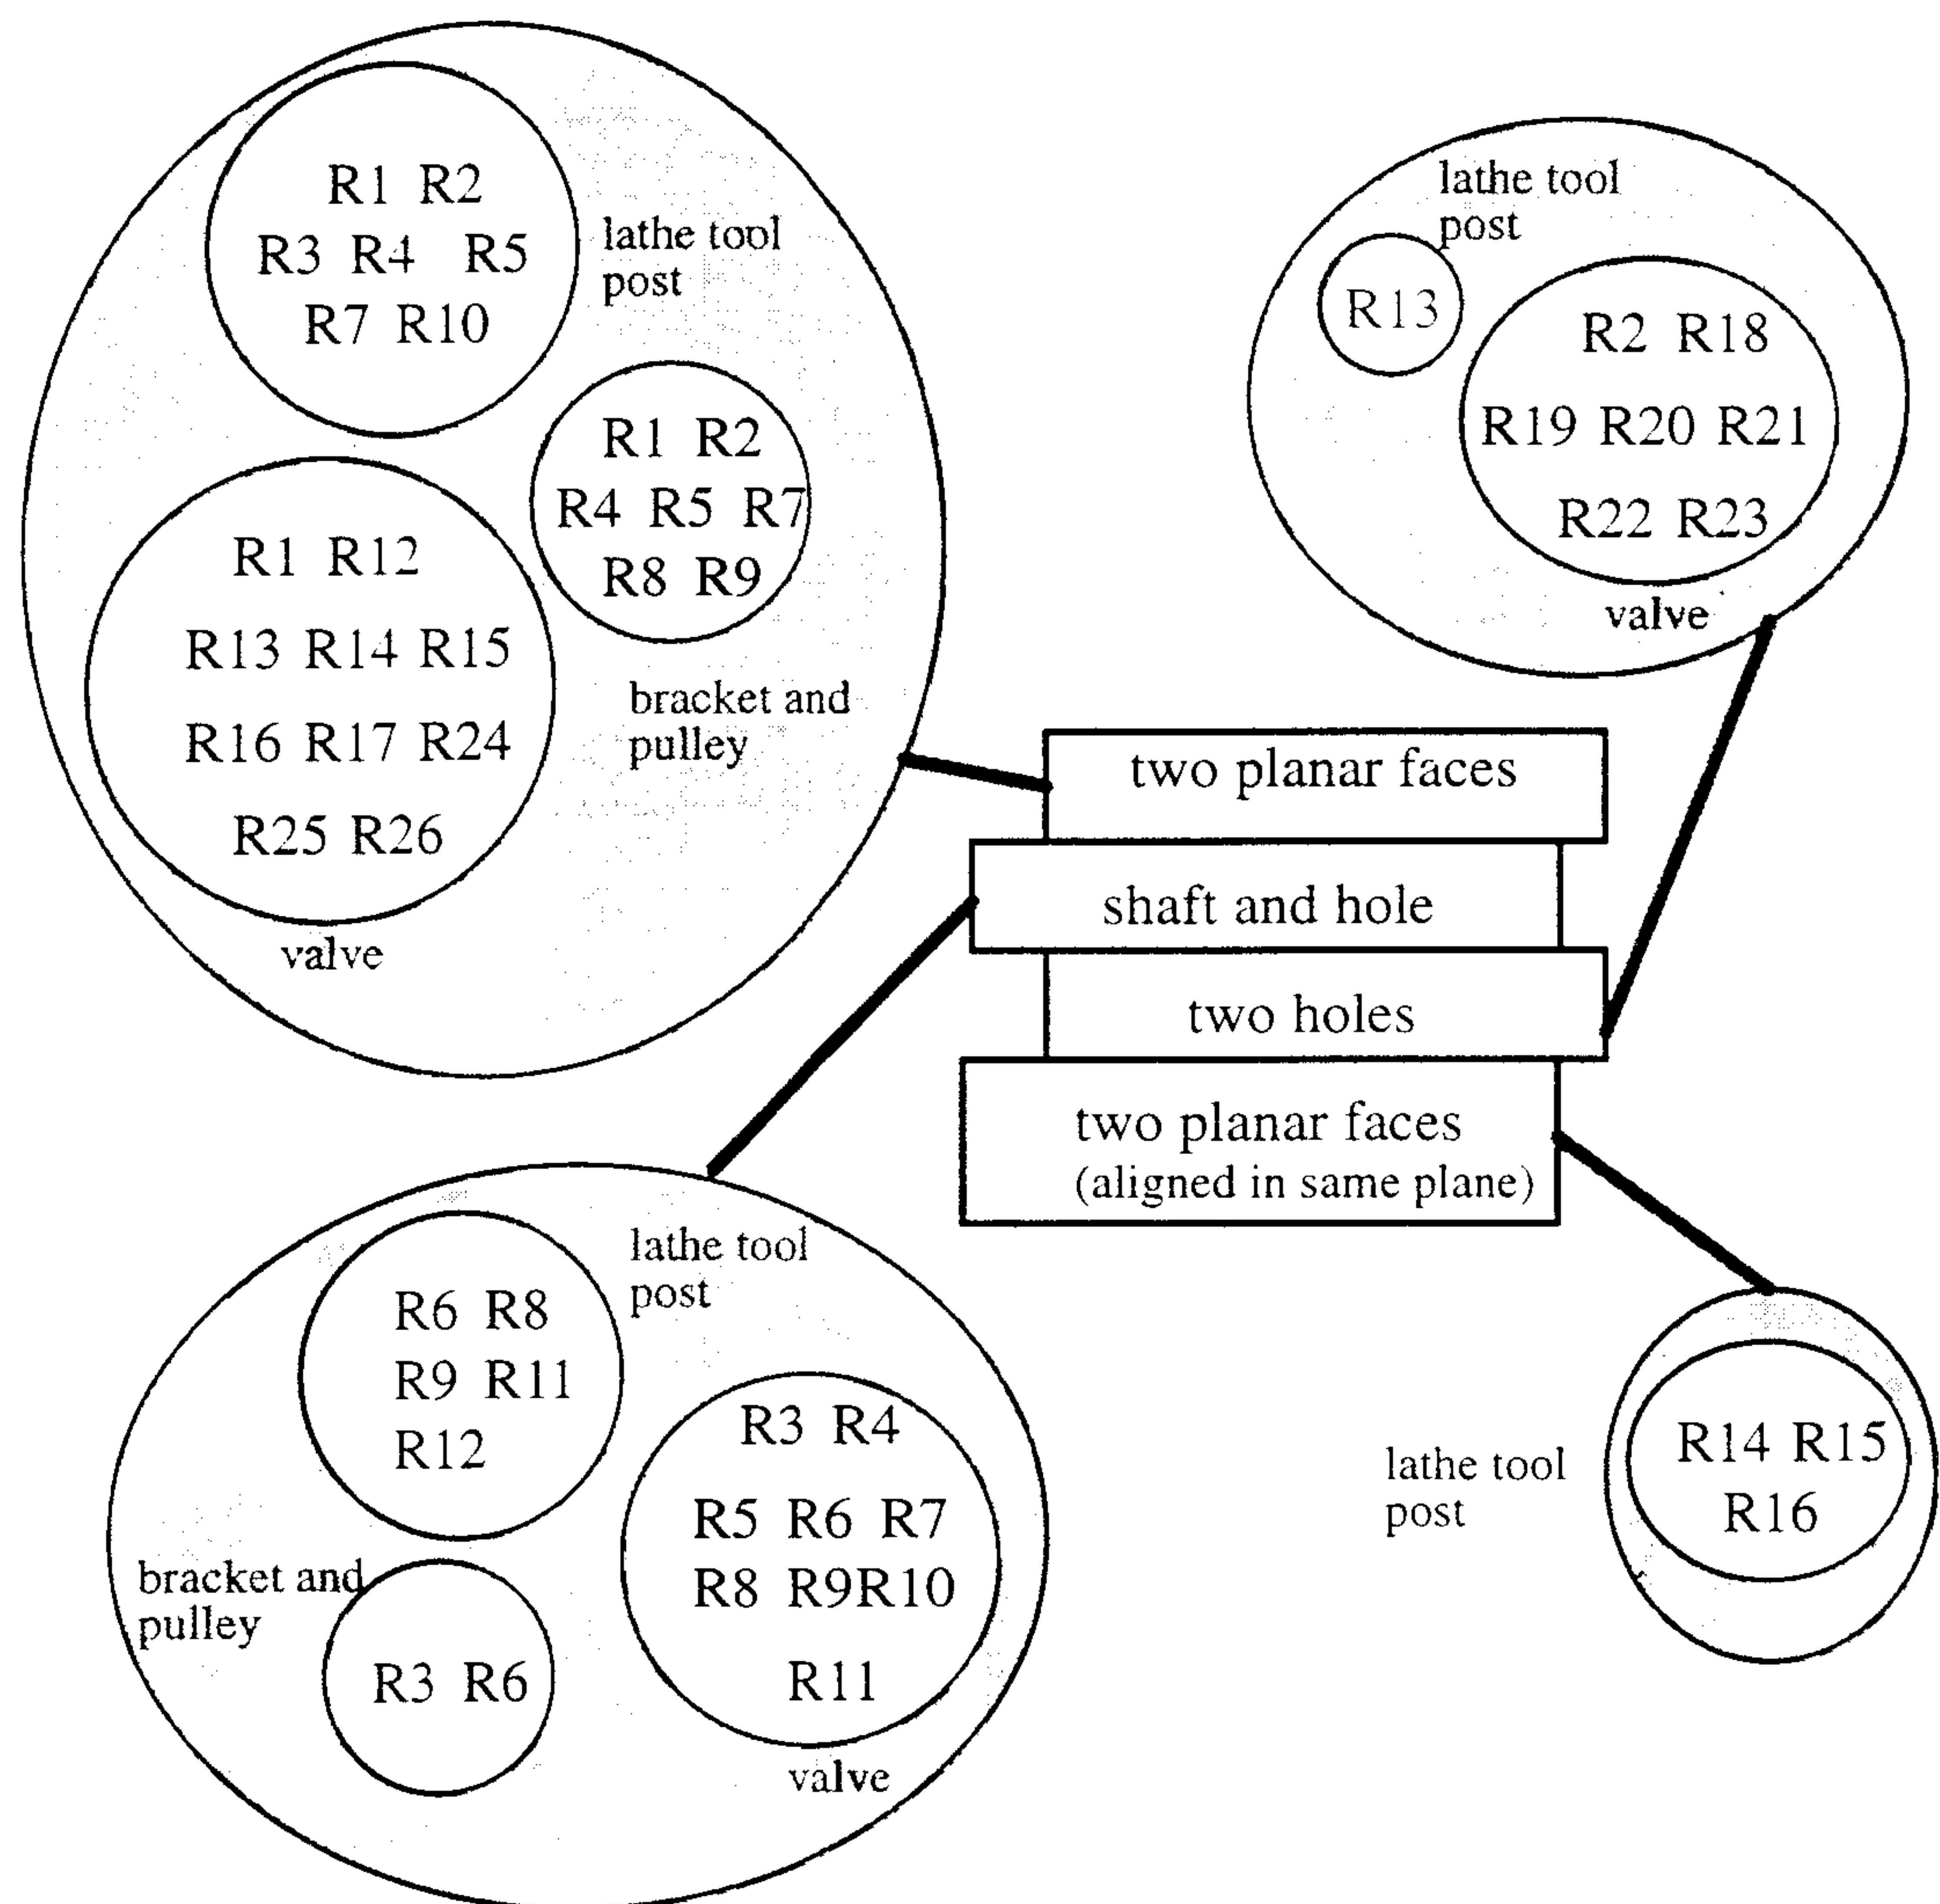 R1 R2
R3 R4 R5
R7 R10
lathe tool
post
R1 R2
R4 R5 R7
R8 R9
bracket and
pulley
R1 R12
R13 R14 R15
R16 R17 R24
R25 R26
valve
lathe tool
post
R13
R2 R18
R19 R20 R21
R22 R23
valve
two planar faces
shaft and hole
two holes
two planar faces
(aligned in same plane)
lathe tool
post
R6 R8
R9 R11
R12
R3 R4
R5 R6 R7
R8 R9R10
R11
valve
bracket and
pulley
R3 R6
lathe tool
post
R14 R15
R16